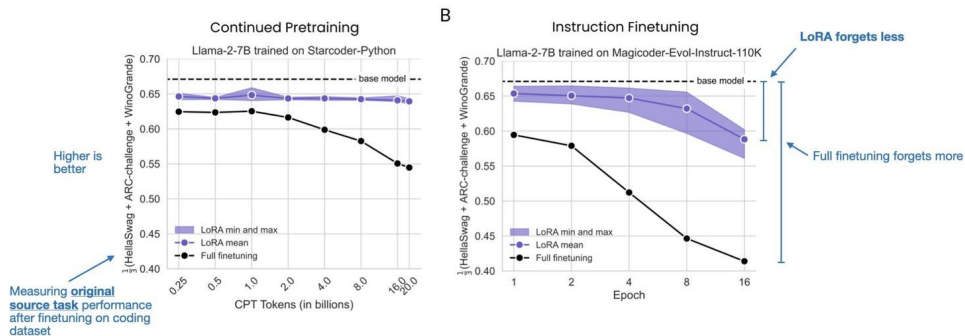 Continued Pretraining
Llama-2-7B trained on Starcoder-Python
0.70
0.65
0.60
0.55
0.50
0.45
0.40
1/3 (HellaSwag + ARC-challenge + WinoGrande)
base model
LoRA min and max
LoRA mean
Full finetuning
0.25
0.5
1.0
2.0
4.0
8.0
16.0
20.0
CPT Tokens (in billions)
Higher is
better
Measuring original
source task performance
after finetuning on coding
dataset
B
Instruction Finetuning
Llama-2-7B trained on Magicoder-Evol-Instruct-110K
0.70
0.65
0.60
0.55
0.50
0.45
0.40
1/3 (HellaSwag + ARC-challenge + WinoGrande)
base model
LoRA min and max
LoRA mean
Full finetuning
1
2
4
8
16
Epoch
LoRA forgets less
Full finetuning forgets more